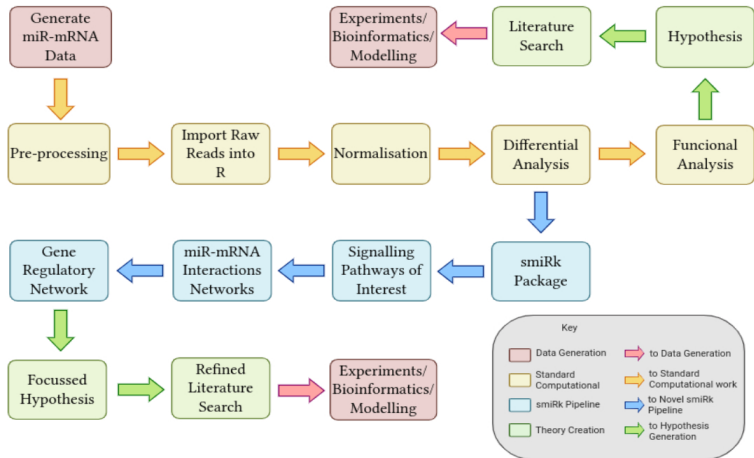 Generate
miR-mRNA
Data
Experiments/
Bioinformatics/
Modelling
Literature
Search
Hypothesis
Pre-processing
Import Raw
Reads into
R
Normalisation
Differential
Analysis
Funcional
Analysis
Gene
Regulatory
Network
miR-mRNA
Interactions
Networks
Signalling
Pathways of
Interest
smiRk
Package
Focussed
Hypothesis
Refined
Literature
Search
Experiments/
Bioinformatics/
Modelling
Key
Data Generation
to Data Generation
Standard
Computational
to Standard
Computational work
smiRk Pipeline
to Novel smiRk
Pipeline
Theory Creation
to Hypothesis
Generation